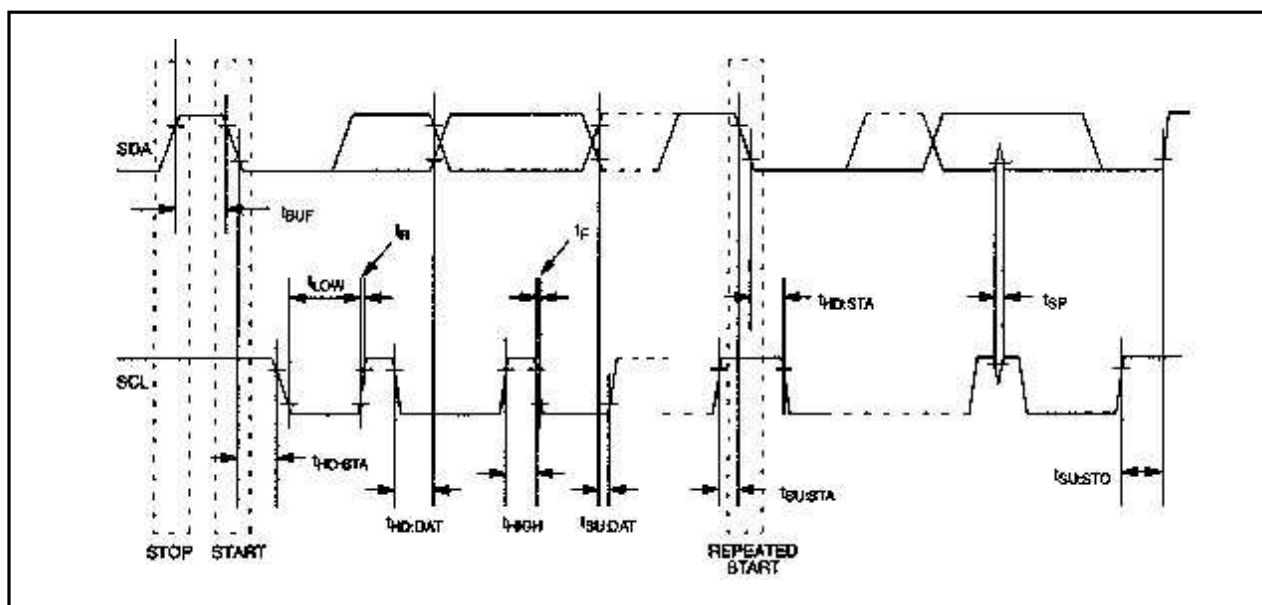 SDA
tBUF
tR
tF
tLOW
tHD:STA
tSP
SCL
tHD:STA
tSU:STA
tSU:STO
tHD:DAT
tHIGH
tSU:DAT
STOP
START
REPEATED
START